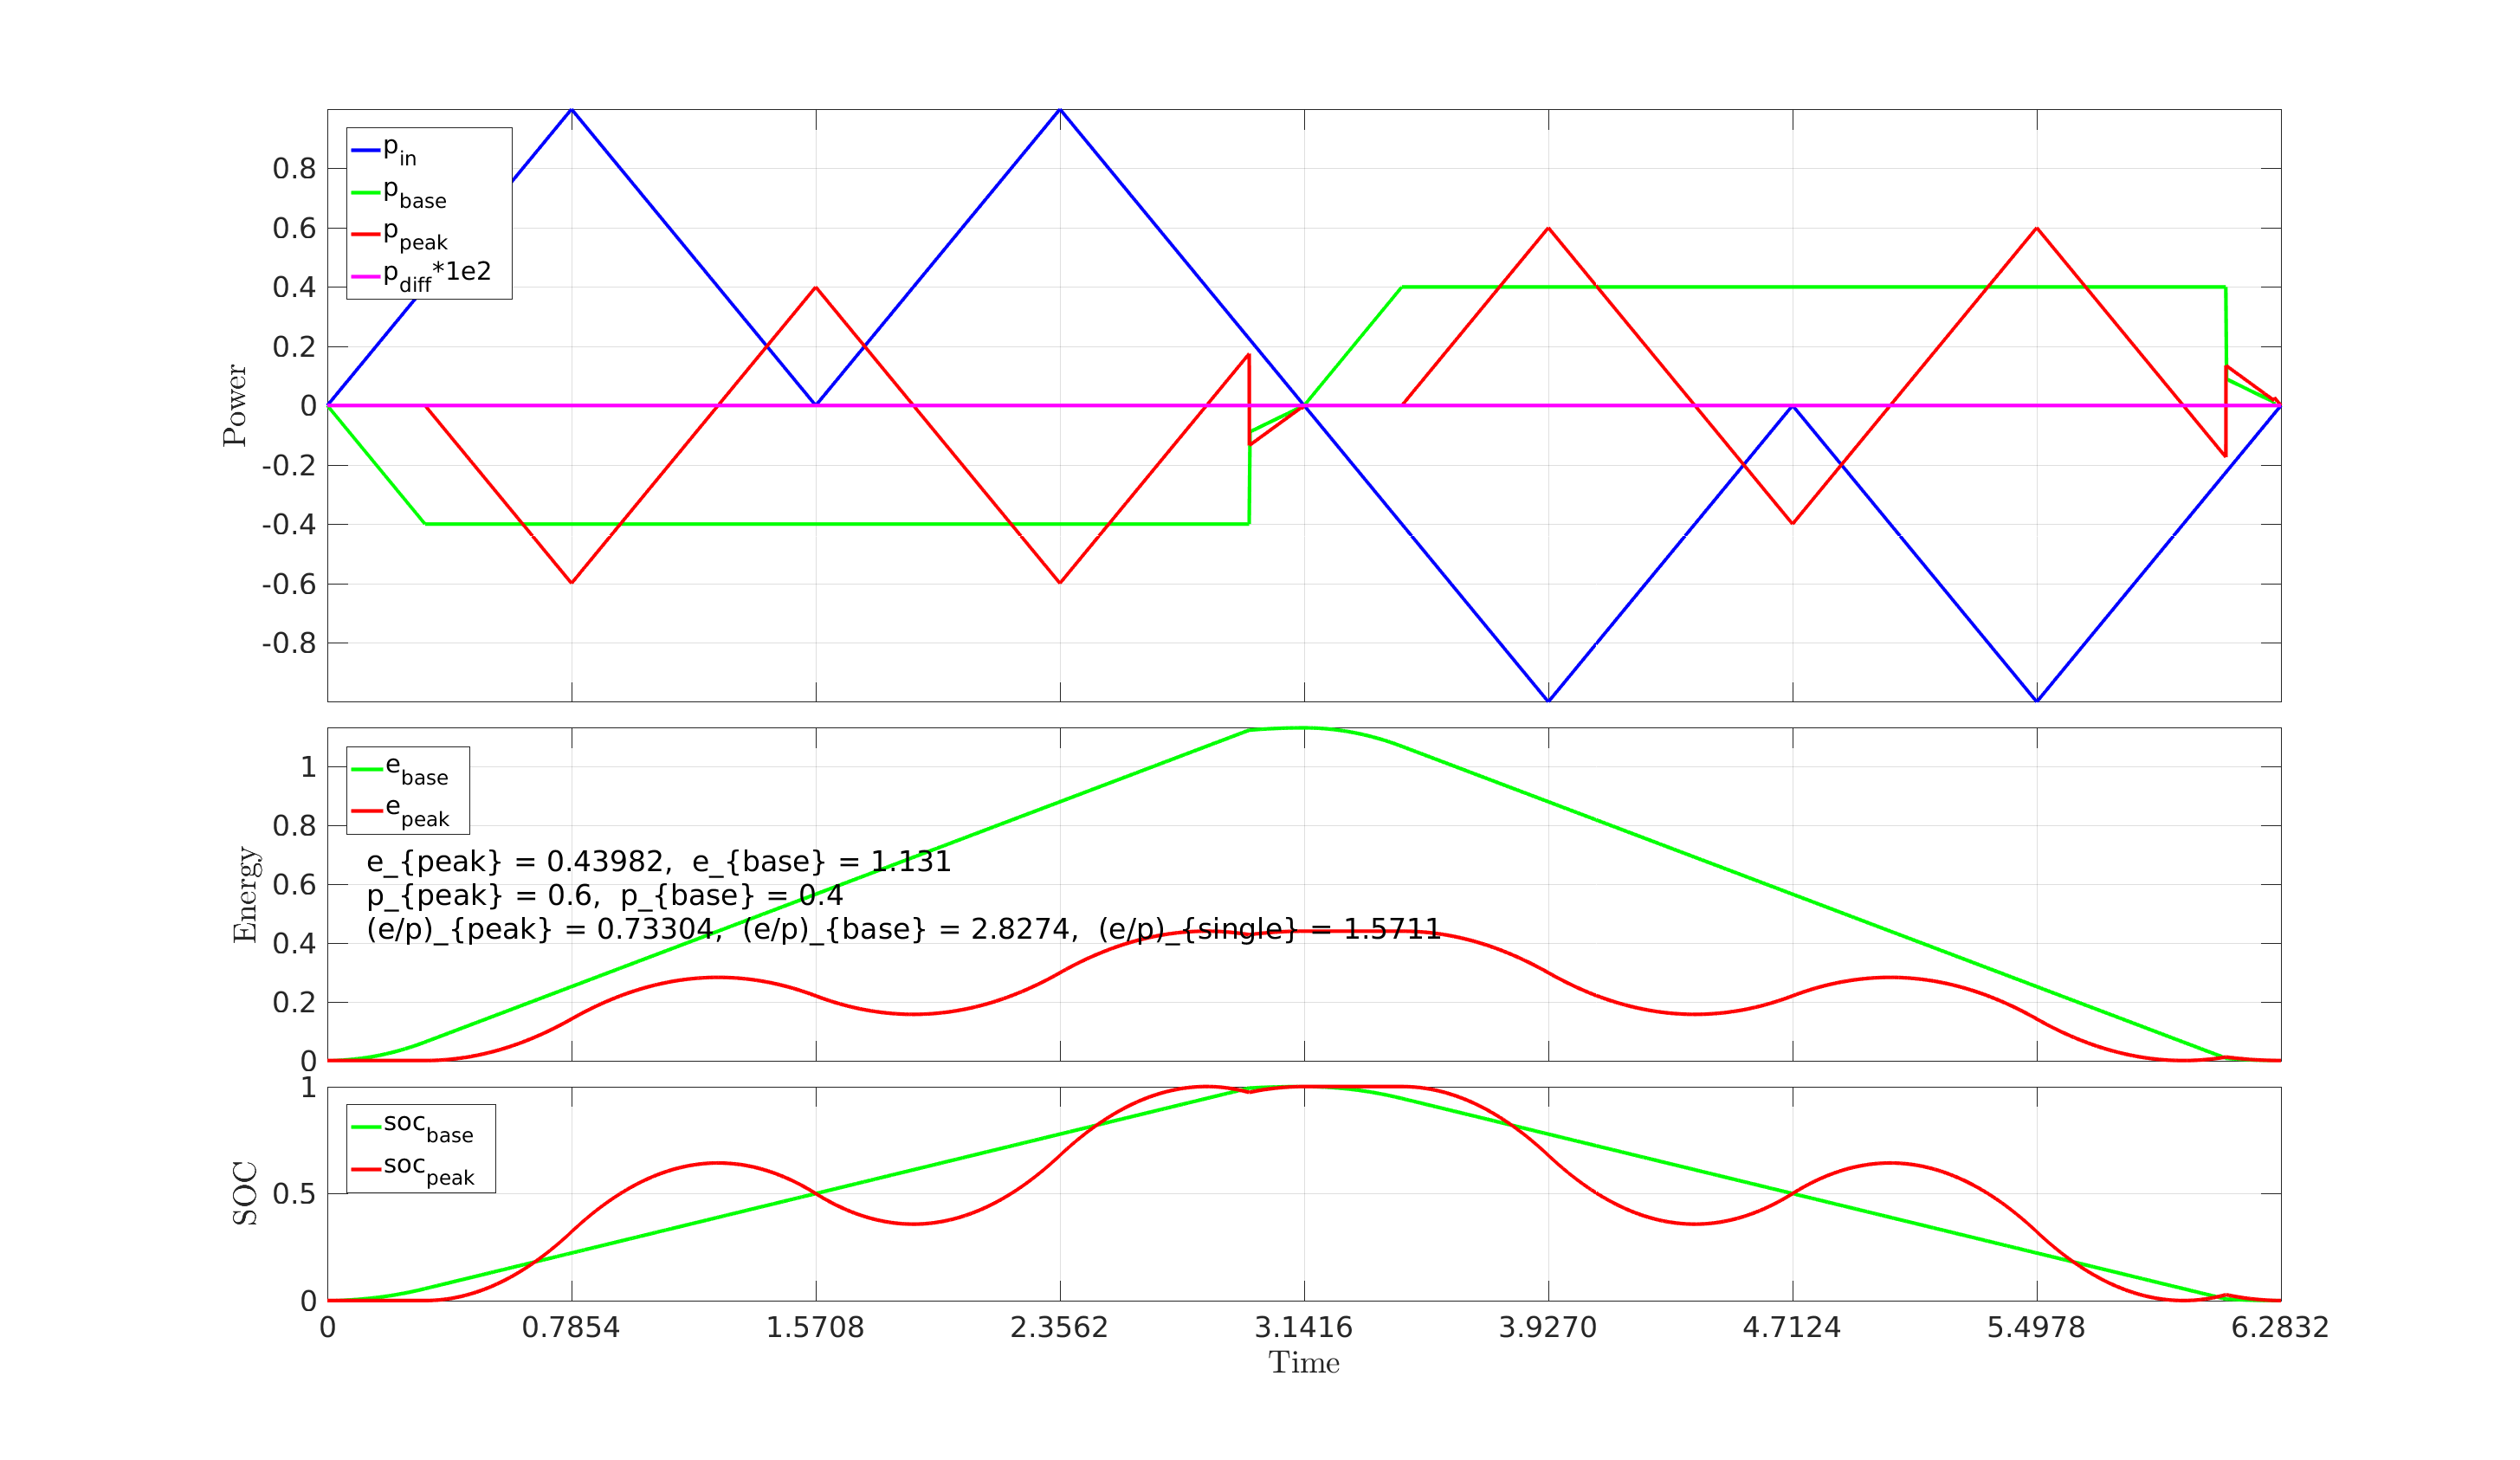 p_in
p_base
p_peak
p_diff*1e2
0.8
0.6
0.4
0.2
0
-0.2
-0.4
-0.6
-0.8
Power
e_base
e_peak
1
0.8
0.6
0.4
0.2
0
Energy
e_{peak} = 0.43982, e_{base} = 1.131
p_{peak} = 0.6, p_{base} = 0.4
(e/p)_{peak} = 0.73304, (e/p)_{base} = 2.8274, (e/p)_{single} = 1.5711
soc_base
soc_peak
1
0.5
0
SOC
0 0.7854 1.5708 2.3562 3.1416 3.9270 4.7124 5.4978 6.2832
Time